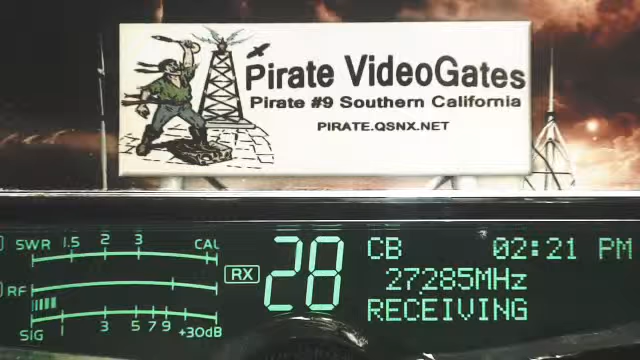 Pirate VideoGates
Pirate #9 Southern California
PIRATE.QSNX.NET
SWR 1.5 2 3 CAL
RX
28
CB 02:21 PM
27285MHz
RECEIVING
RF
SIG 1 3 5 7 9 +30dB